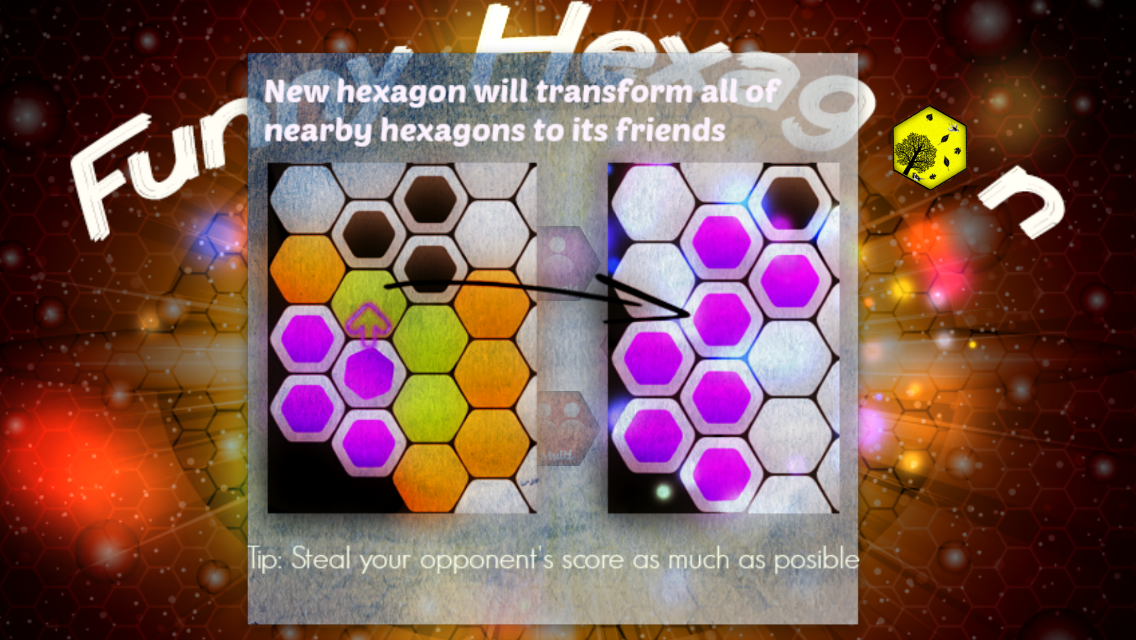 Funny Hexag n
New hexagon will transform all of
nearby hexagons to its friends
Tip: Steal your opponent's score as much as posible